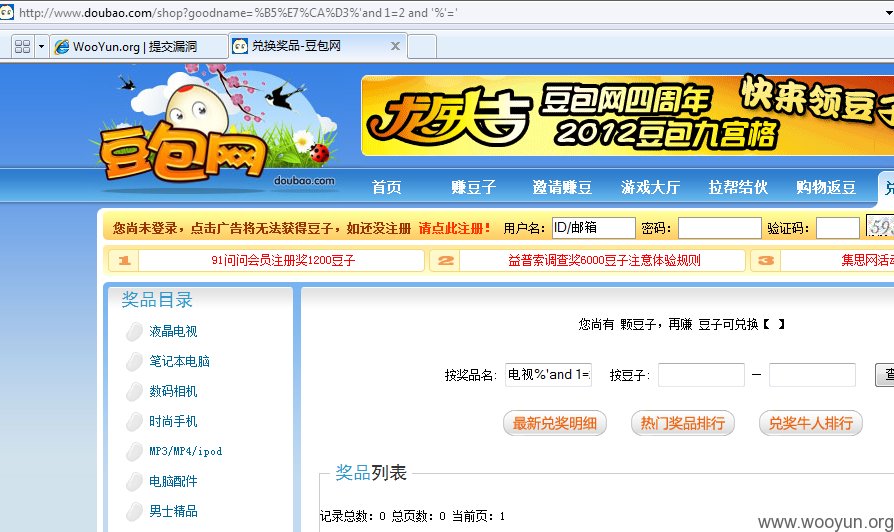 http://www.doubao.com/shop?goodname=%B5%E7%CA%D3%'and 1=2 and '%'='
WooYun.org | 提交漏洞
兑换奖品-豆包网
豆包网
doubao.com
龙年大吉
豆包网四周年
2012豆包九宫格
快来领豆子
首页 赚豆子 邀请赚豆 游戏大厅 拉帮结伙 购物返豆
您尚未登录,点击广告将无法获得豆子,如还没注册 请点此注册! 用户名: ID/邮箱 密码: 验证码: 593
1 91问问会员注册奖1200豆子 2 益普索调查奖6000豆子注意体验规则 3 集思网活动
奖品目录
液晶电视
笔记本电脑
数码相机
时尚手机
MP3/MP4/ipod
电脑配件
男士精品
您尚有 颗豆子,再赚 豆子可兑换【 】
按奖品名: 电视%'and 1= 按豆子: — 查
最新兑奖明细 热门奖品排行 兑奖牛人排行
奖品列表
记录总数: 0 总页数: 0 当前页: 1
www.wooyun.org